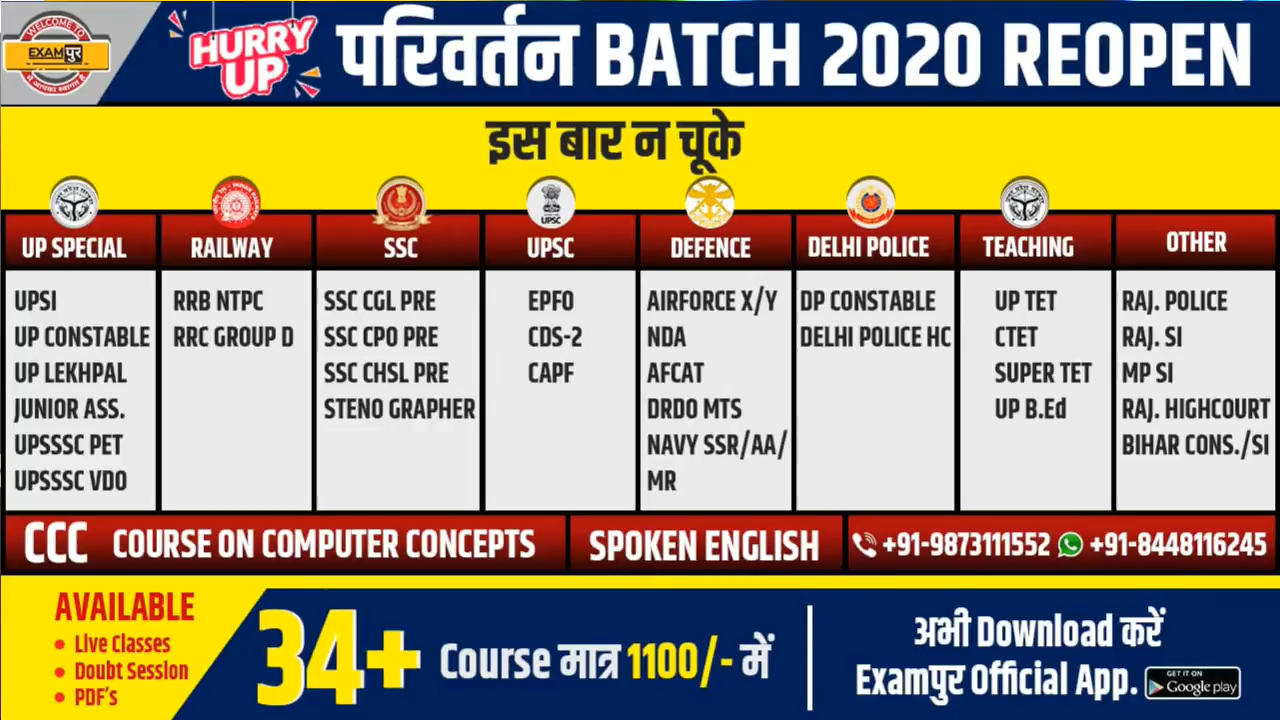 WELCOME TO
EXAMपुर
में आपका स्वागत है
HURRY
UP
परिवर्तन BATCH 2020 REOPEN
इस बार न चूके
UPSC
UP SPECIAL
RAILWAY
SSC
UPSC
DEFENCE
DELHI POLICE
TEACHING
OTHER
UPSI
UP CONSTABLE
UP LEKHPAL
JUNIOR ASS.
UPSSSC PET
UPSSSC VDO
RRB NTPC
RRC GROUP D
SSC CGL PRE
SSC CPO PRE
SSC CHSL PRE
STENO GRAPHER
EPFO
CDS-2
CAPF
AIRFORCE X/Y
NDA
AFCAT
DRDO MTS
NAVY SSR/AA/
MR
DP CONSTABLE
DELHI POLICE HC
UP TET
CTET
SUPER TET
UP B.Ed
RAJ. POLICE
RAJ. SI
MP SI
RAJ. HIGHCOURT
BIHAR CONS./SI
CCC COURSE ON COMPUTER CONCEPTS
SPOKEN ENGLISH
+91-9873111552 +91-8448116245
AVAILABLE
• Live Classes
• Doubt Session
• PDF's
34+ Course मात्र 1100/- में
अभी Download करें
Examपुर Official App.
GET IT ON
Google play